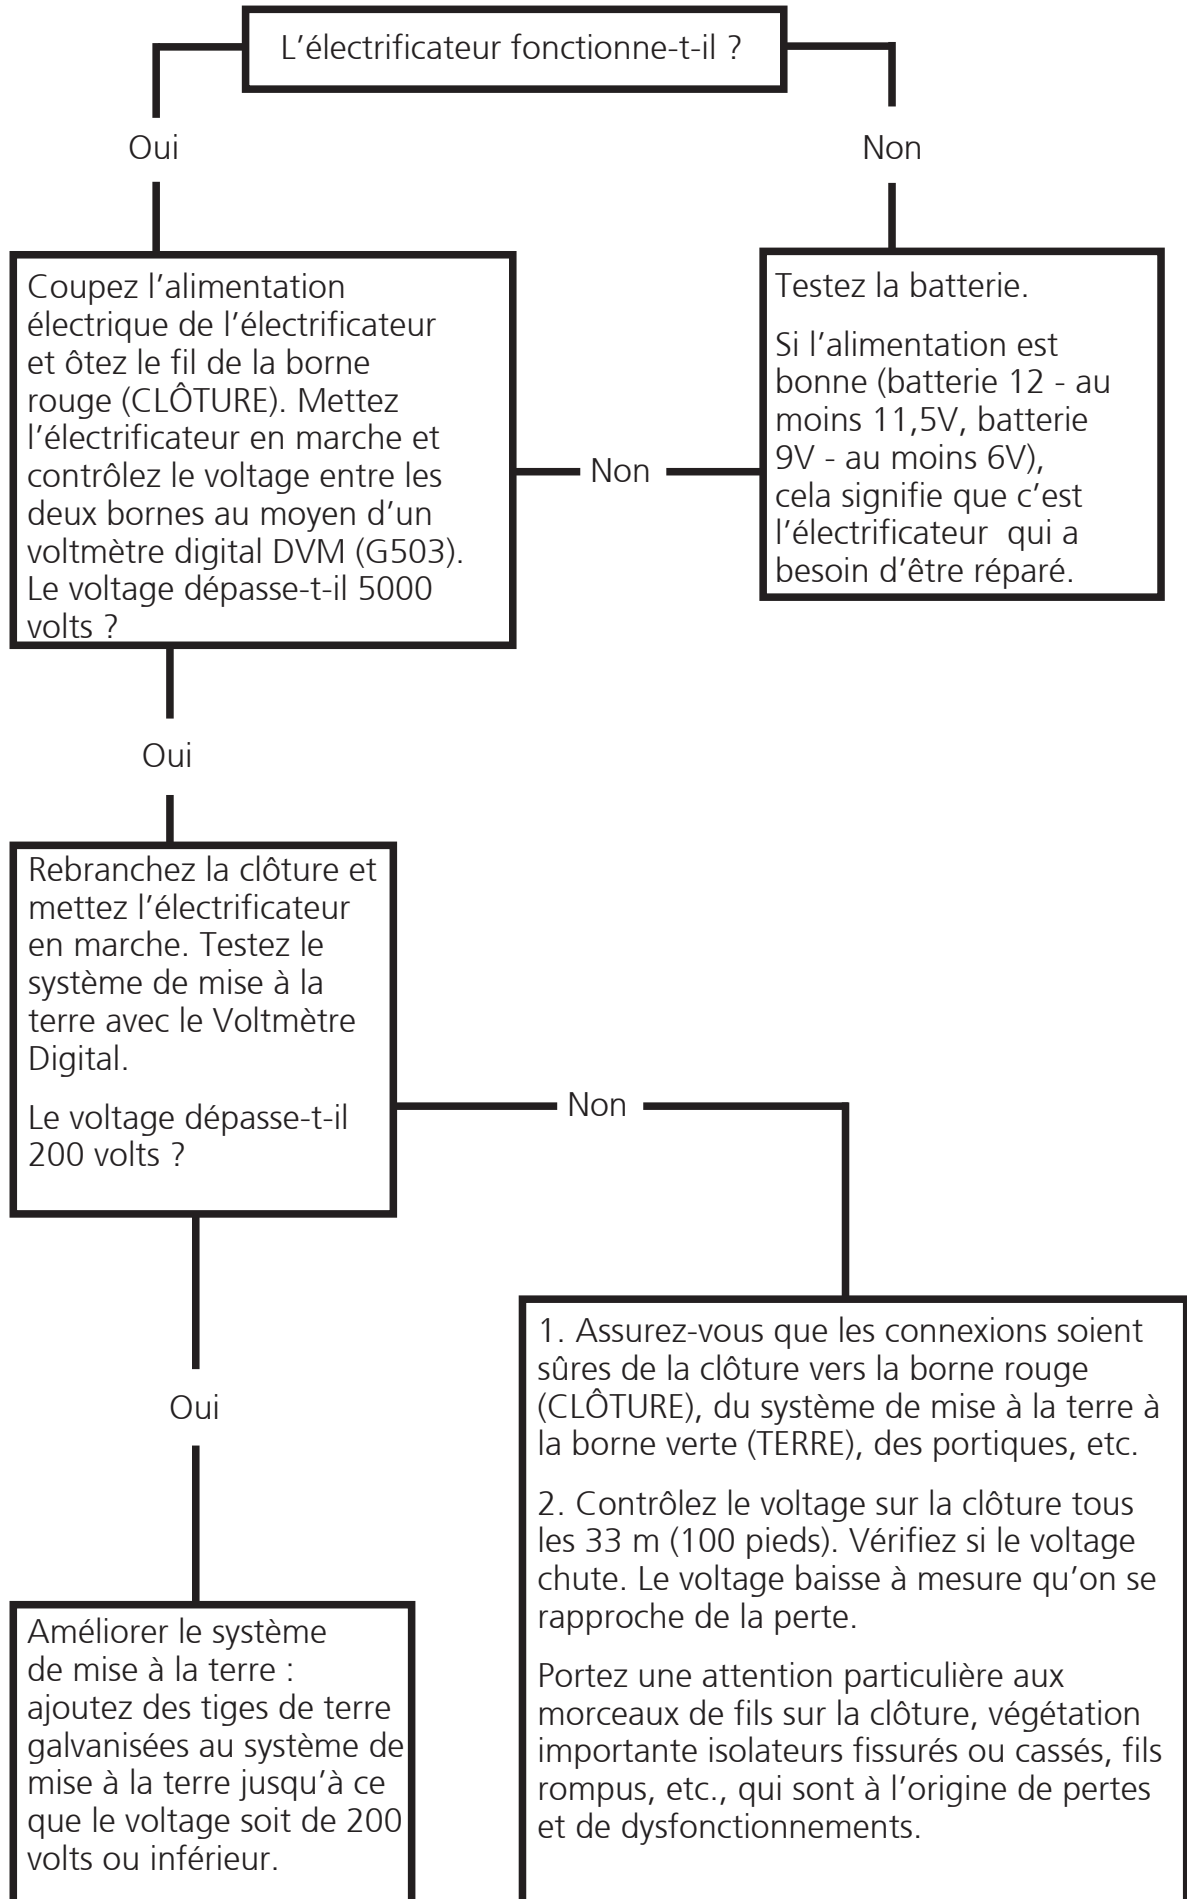 L’électrificateur fonctionne-t-il ?
Oui
Non
Coupez l’alimentation
électrique de l’électrificateur
et ôtez le fil de la borne
rouge (CLÔTURE). Mettez
l’électrificateur en marche et
contrôlez le voltage entre les
deux bornes au moyen d’un
voltmètre digital DVM (G503).
Le voltage dépasse-t-il 5000
volts ?
Non
Testez la batterie.
Si l’alimentation est
bonne (batterie 12 - au
moins 11,5V, batterie
9V - au moins 6V),
cela signifie que c’est
l’électrificateur  qui a
besoin d’être réparé.
Oui
Rebranchez la clôture et
mettez l’électrificateur
en marche. Testez le
système de mise à la
terre avec le Voltmètre
Digital.
Le voltage dépasse-t-il
200 volts ?
Non
Oui
1. Assurez-vous que les connexions soient
sûres de la clôture vers la borne rouge
(CLÔTURE), du système de mise à la terre à
la borne verte (TERRE), des portiques, etc.
2. Contrôlez le voltage sur la clôture tous
les 33 m (100 pieds). Vérifiez si le voltage
chute. Le voltage baisse à mesure qu’on se
rapproche de la perte.
Portez une attention particulière aux
morceaux de fils sur la clôture, végétation
importante isolateurs fissurés ou cassés, fils
rompus, etc., qui sont à l’origine de pertes
et de dysfonctionnements.
Améliorer le système
de mise à la terre :
ajoutez des tiges de terre
galvanisées au système de
mise à la terre jusqu’à ce
que le voltage soit de 200
volts ou inférieur.